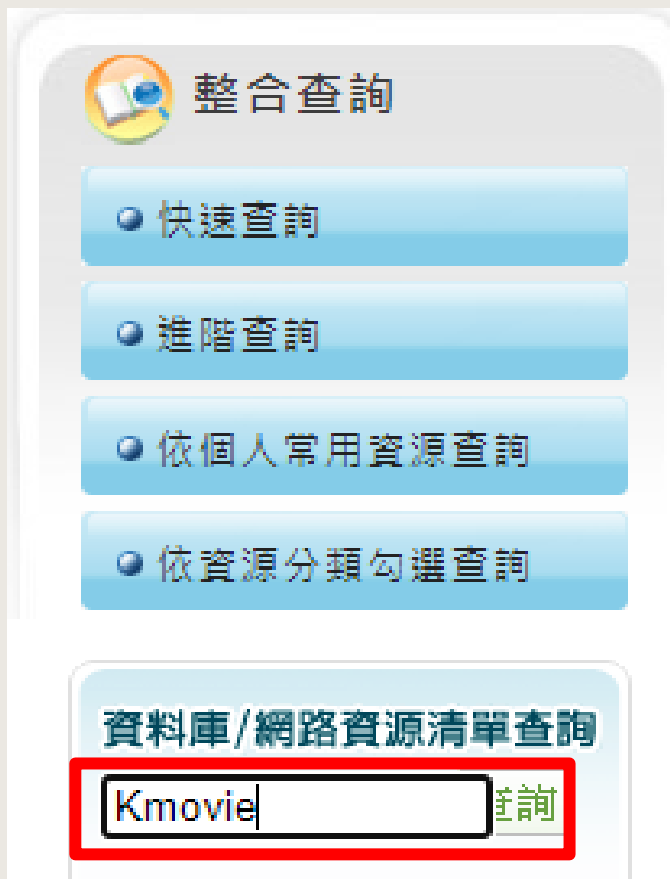 整合查詢
快速查詢
進階查詢
依個人常用資源查詢
依資源分類勾選查詢
資料庫/網路資源清單查詢
Kmovie 詢